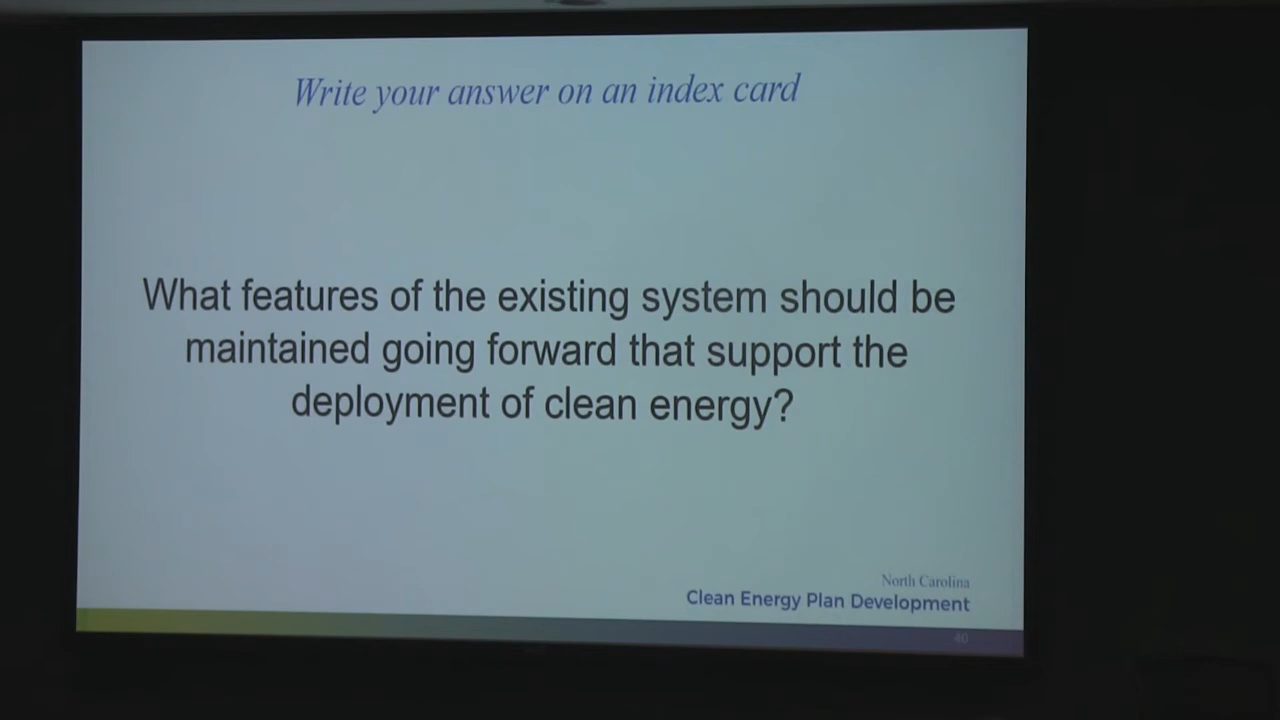 Write your answer on an index card
What features of the existing system should be
maintained going forward that support the
deployment of clean energy?
North Carolina
Clean Energy Plan Development
40